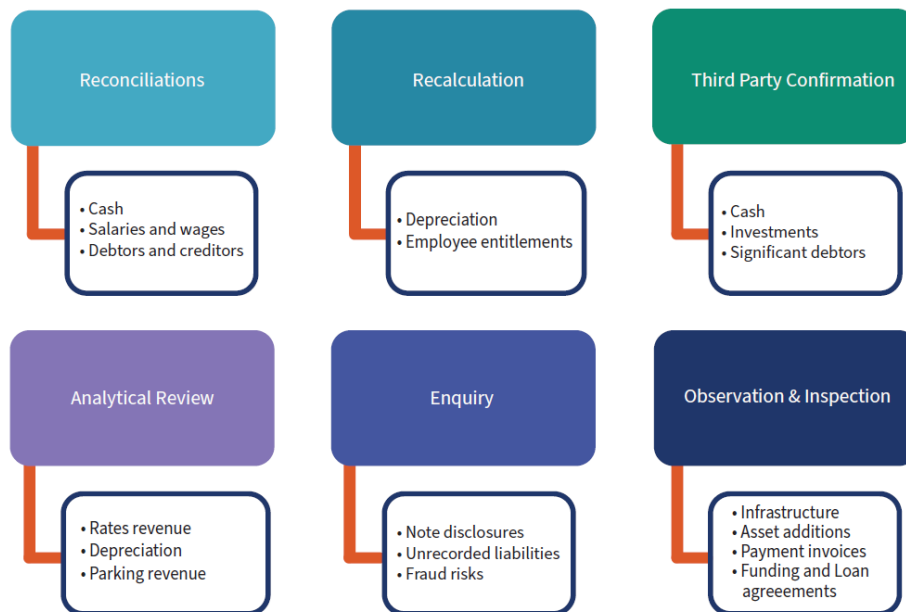 Reconciliations
• Cash
• Salaries and wages
• Debtors and creditors
Recalculation
• Depreciation
• Employee entitlements
Third Party Confirmation
• Cash
• Investments
• Significant debtors
Analytical Review
• Rates revenue
• Depreciation
• Parking revenue
Enquiry
• Note disclosures
• Unrecorded liabilities
• Fraud risks
Observation & Inspection
• Infrastructure
• Asset additions
• Payment invoices
• Funding and Loan
agreeements